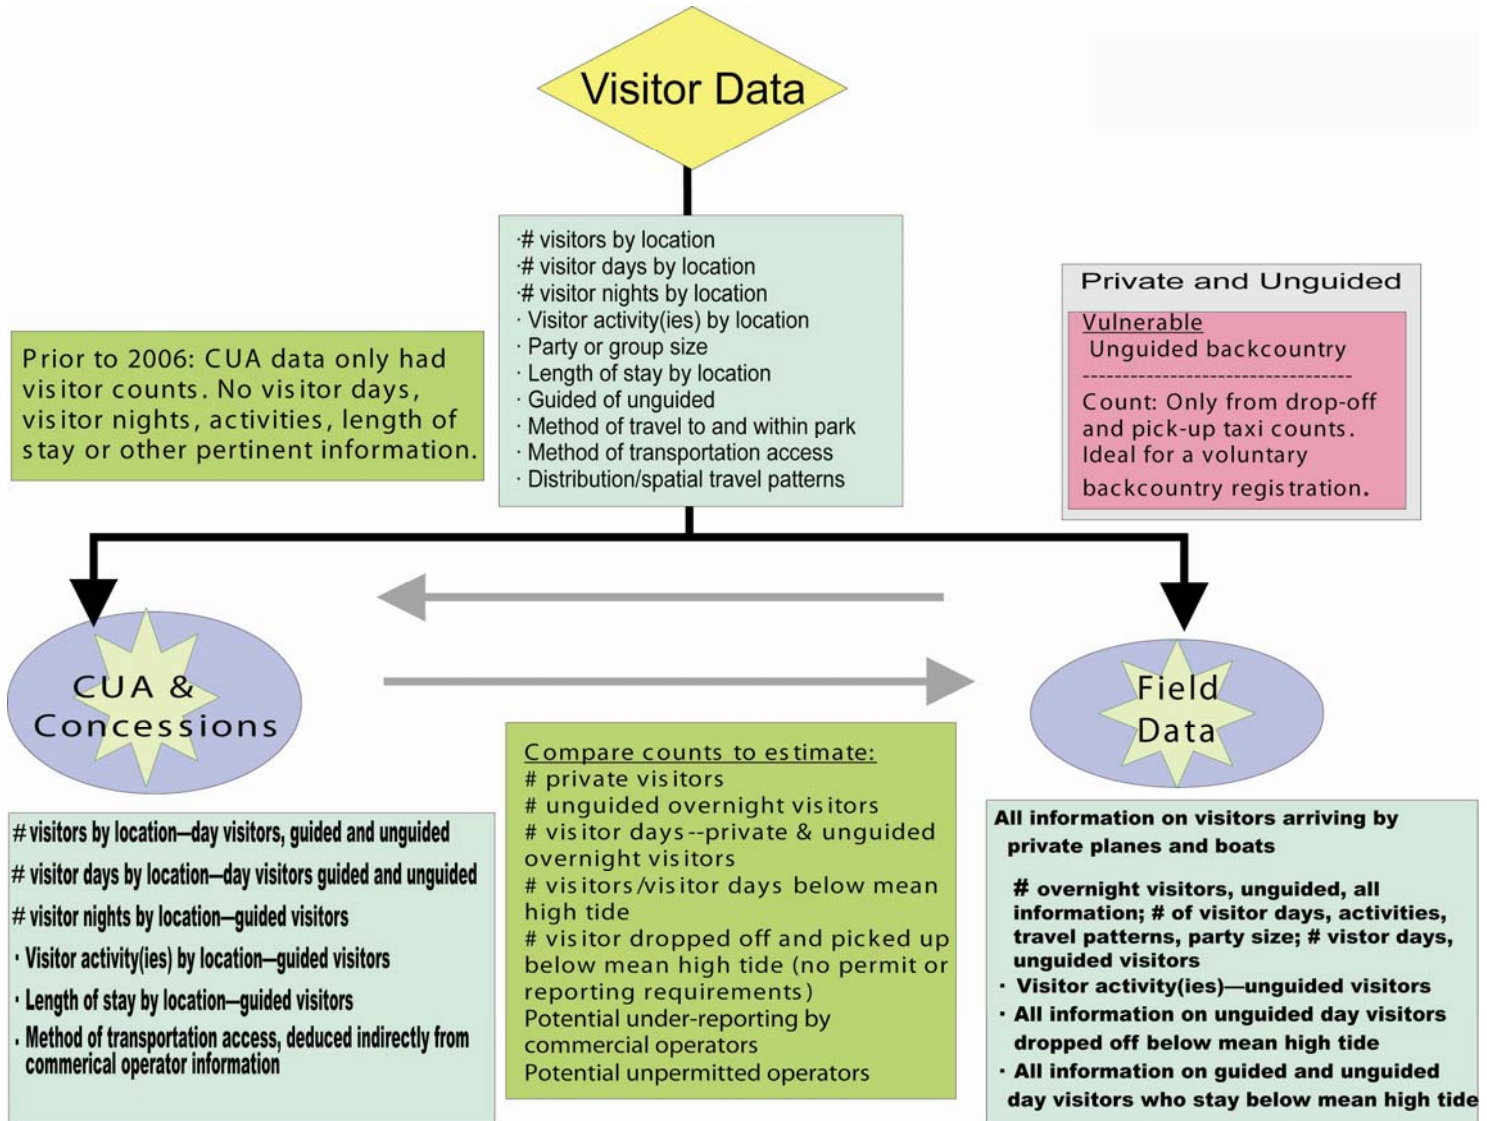 Visitor Data
·# visitors by location
·# visitor days by location
·# visitor nights by location
· Visitor activity(ies) by location
· Party or group size
· Length of stay by location
· Guided of unguided
· Method of travel to and within park
· Method of transportation access
· Distribution/spatial travel patterns
Prior to 2006: CUA data only had
visitor counts. No visitor days,
visitor nights, activities, length of
stay or other pertinent information.
Private and Unguided
Vulnerable
Unguided backcountry
----------------------------------
Count: Only from drop-off
and pick-up taxi counts.
Ideal for a voluntary
backcountry registration.
CUA &
Concessions
Field
Data
# visitors by location—day visitors, guided and unguided
# visitor days by location—day visitors guided and unguided
# visitor nights by location—guided visitors
· Visitor activity(ies) by location—guided visitors
· Length of stay by location—guided visitors
· Method of transportation access, deduced indirectly from
commerical operator information
Compare counts to estimate:
# private visitors
# unguided overnight visitors
# visitor days--private & unguided
overnight visitors
# visitors/visitor days below mean
high tide
# visitor dropped off and picked up
below mean high tide (no permit or
reporting requirements)
Potential under-reporting by
commercial operators
Potential unpermitted operators
All information on visitors arriving by
private planes and boats
# overnight visitors, unguided, all
information; # of visitor days, activities,
travel patterns, party size; # vistor days,
unguided visitors
· Visitor activity(ies)—unguided visitors
· All information on unguided day visitors
dropped off below mean high tide
· All information on guided and unguided
day visitors who stay below mean high tide